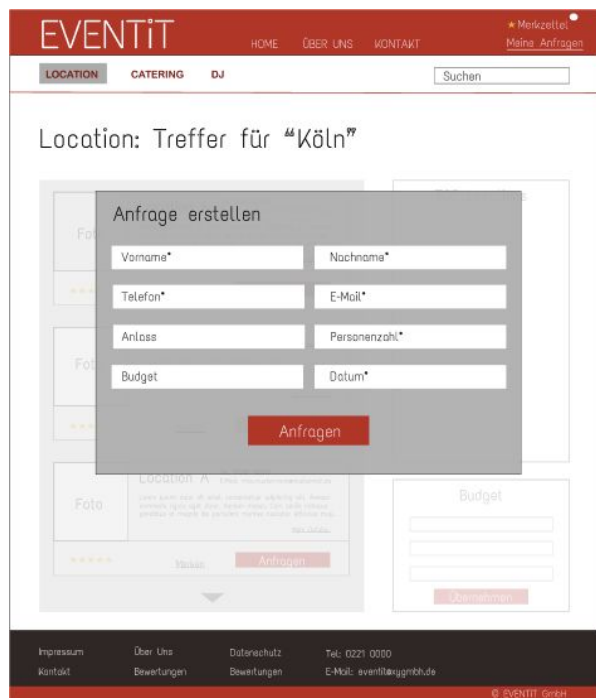 EVENTiT
HOME ÜBER UNS KONTAKT
★ Merkzettel
Meine Anfragen
LOCATION CATERING DJ
Suchen
Location: Treffer für “Köln”
Anfrage erstellen
Vorname* Nachname*
Telefon* E-Mail*
Anlass Personenzahl*
Budget Datum*
Anfragen
Location A
Foto
Merken
Anfragen
Budget
Übernehmen
Impressum Über Uns Datenschutz Tel: 0221 0000
Kontakt Bewertungen Bewertungen E-Mail: eventit@xygmbh.de
© EVENTIT GmbH